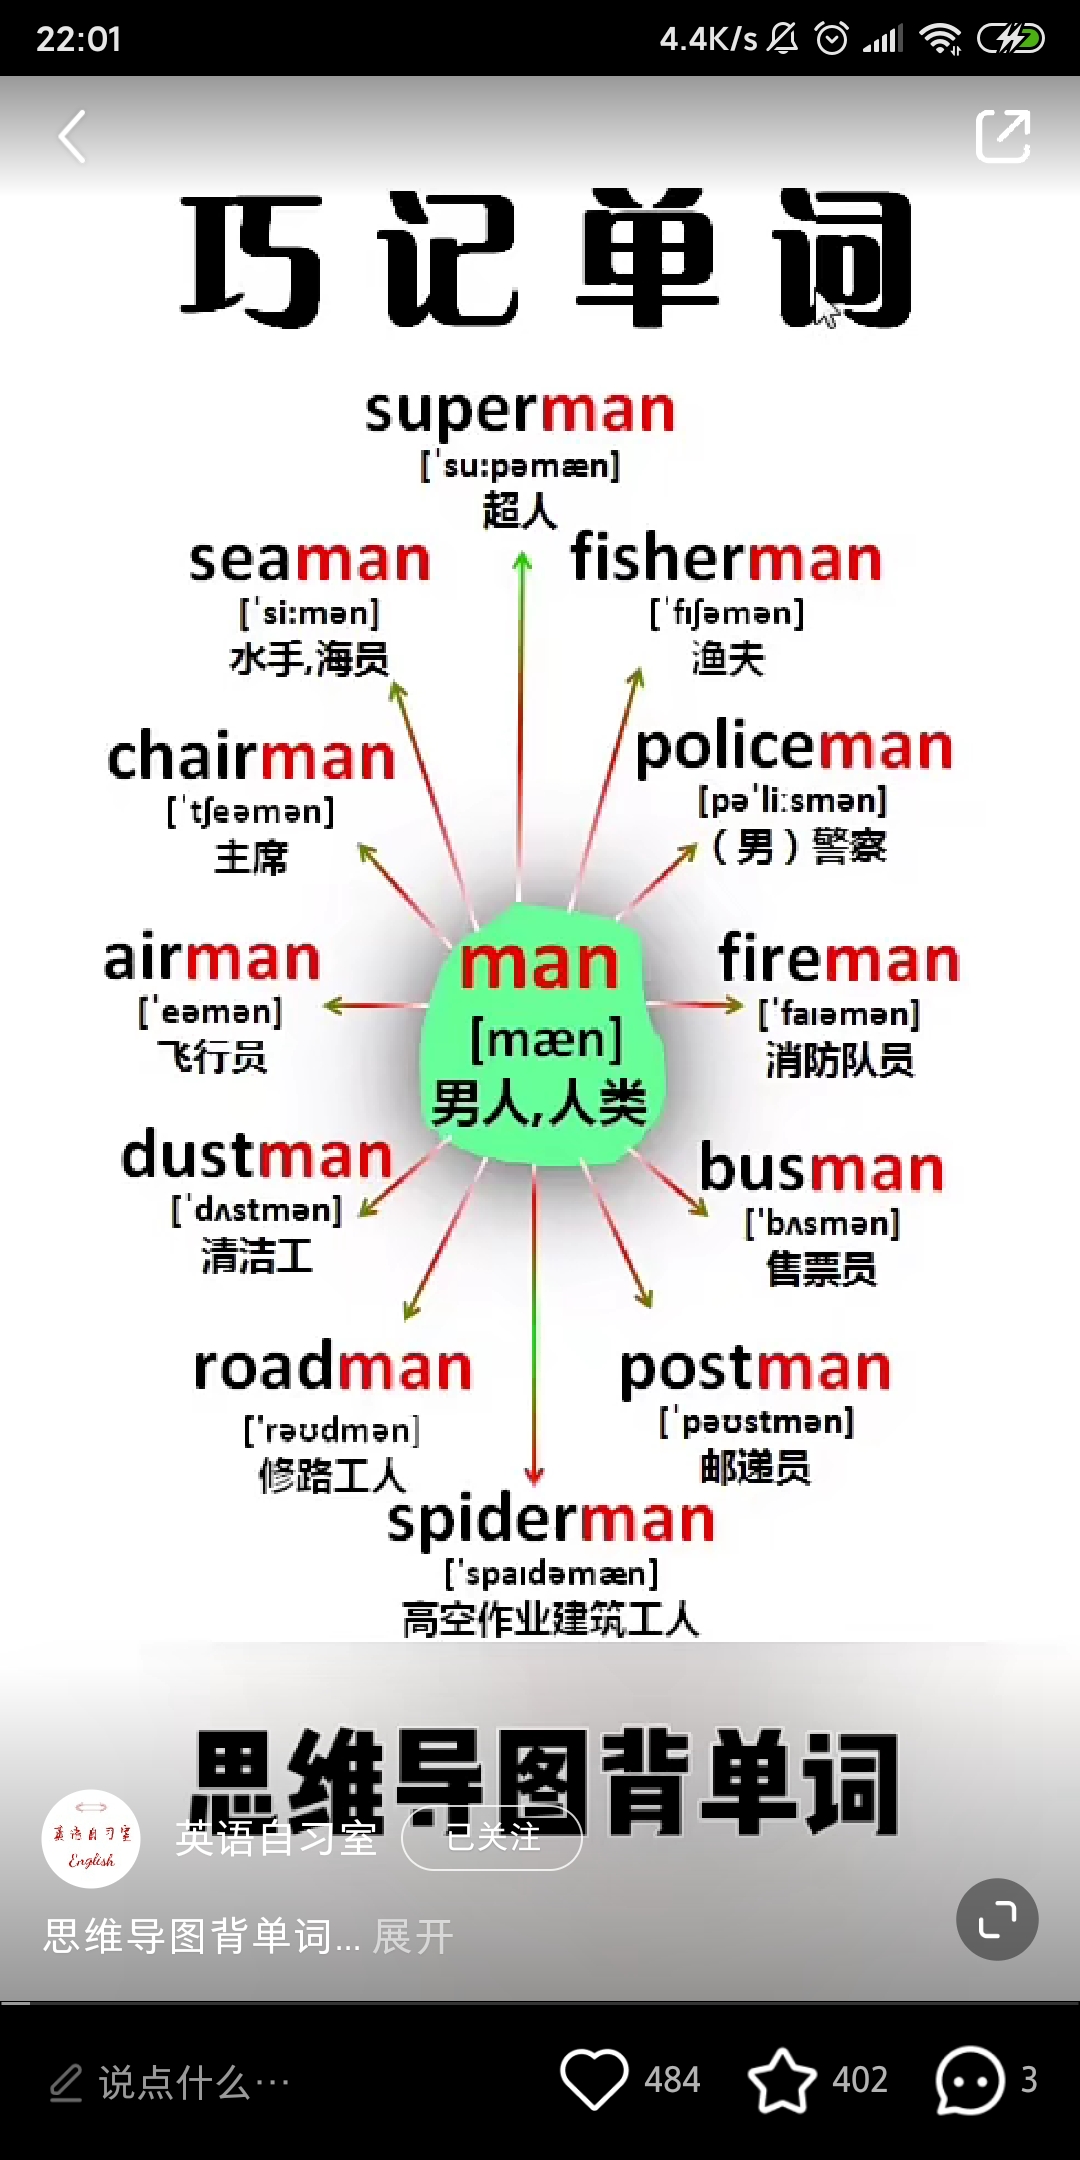 22:01
4.4K/s
巧记单词
superman
[ˈsu:pəmæn]
超人
seaman
[ˈsi:mən]
水手,海员
fisherman
[ˈfɪʃəmən]
渔夫
chairman
[ˈtʃeəmən]
主席
policeman
[pəˈli:smən]
（男）警察
airman
[ˈeəmən]
飞行员
man
[mæn]
男人,人类
fireman
[ˈfaɪəmən]
消防队员
dustman
[ˈdʌstmən]
清洁工
busman
['bʌsmən]
售票员
roadman
['rəʊdmən]
修路工人
postman
[ˈpəʊstmən]
邮递员
spiderman
[ˈspaɪdəmæn]
高空作业建筑工人
思维导图背单词
英语自习室
English
英语自习室
已关注
思维导图背单词... 展开
说点什么…
484
402
3